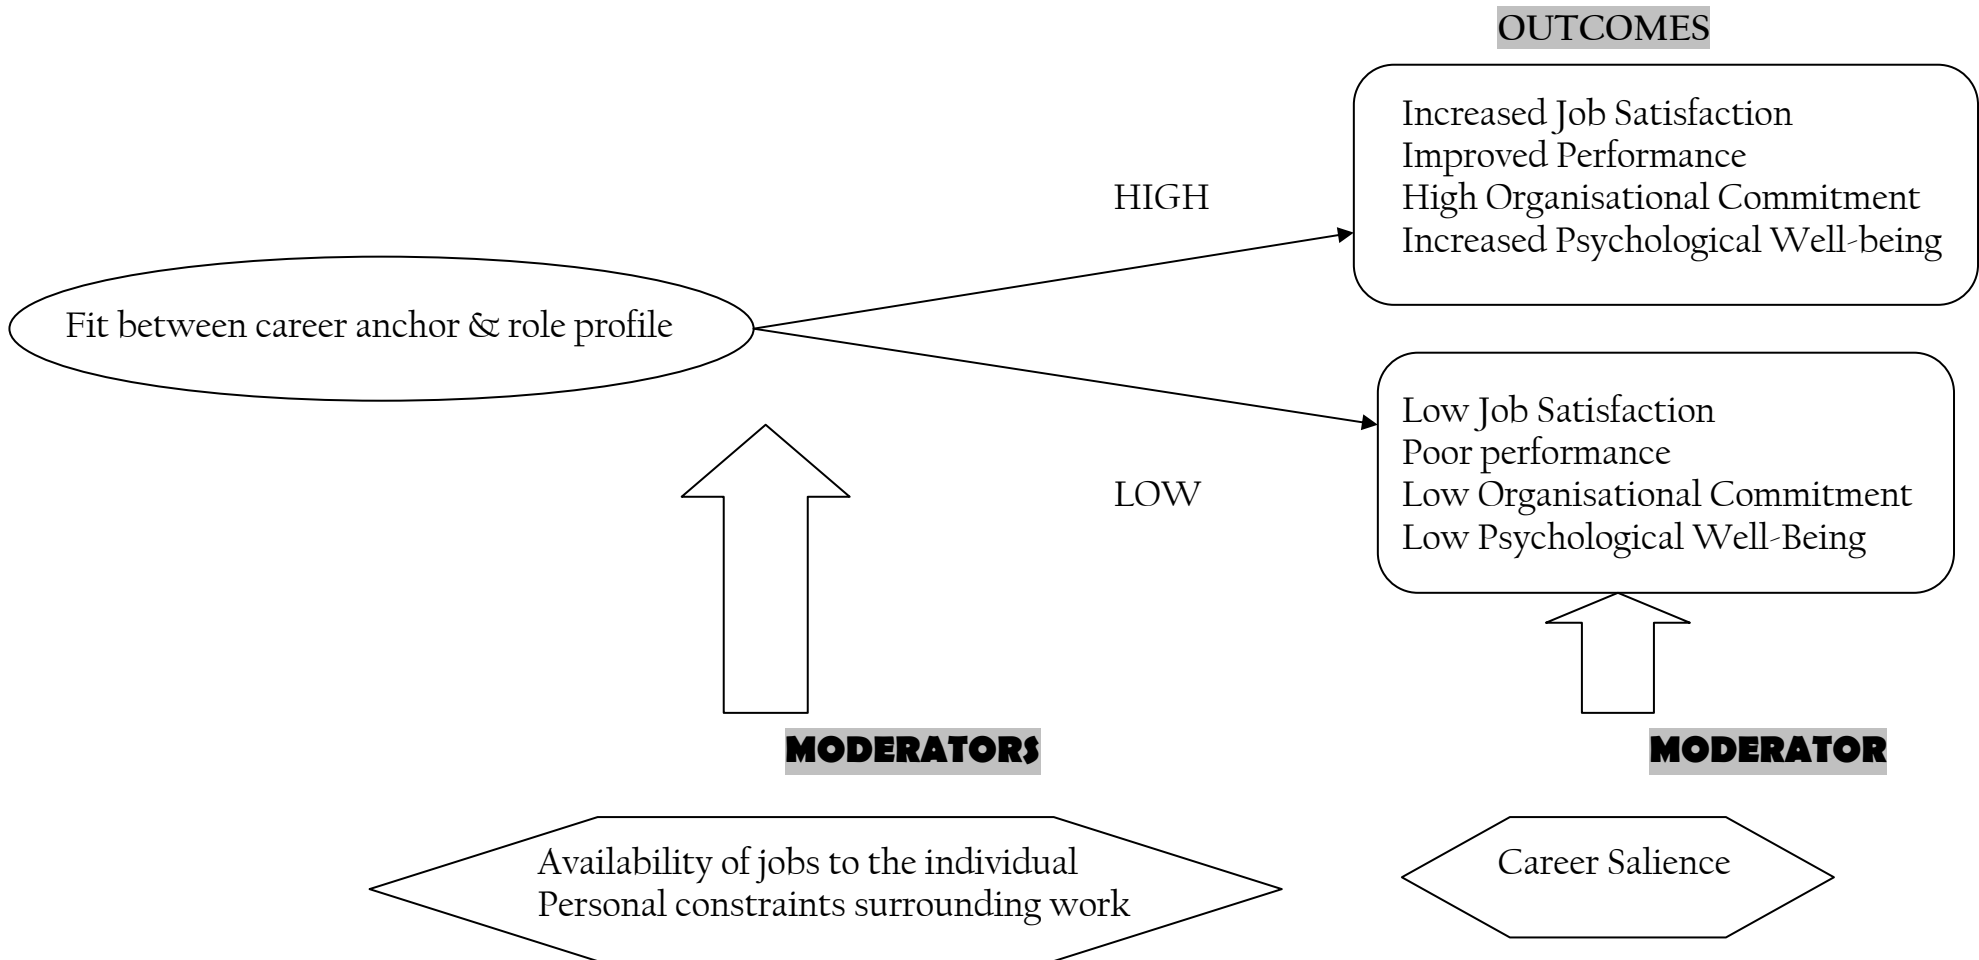 OUTCOMES
Increased Job Satisfaction
Improved Performance
High Organisational Commitment
Increased Psychological Well-being
HIGH
Fit between career anchor & role profile
Low Job Satisfaction
Poor performance
Low Organisational Commitment
Low Psychological Well-Being
LOW
MODERATORS
MODERATOR
Availability of jobs to the individual
Personal constraints surrounding work
Career Salience